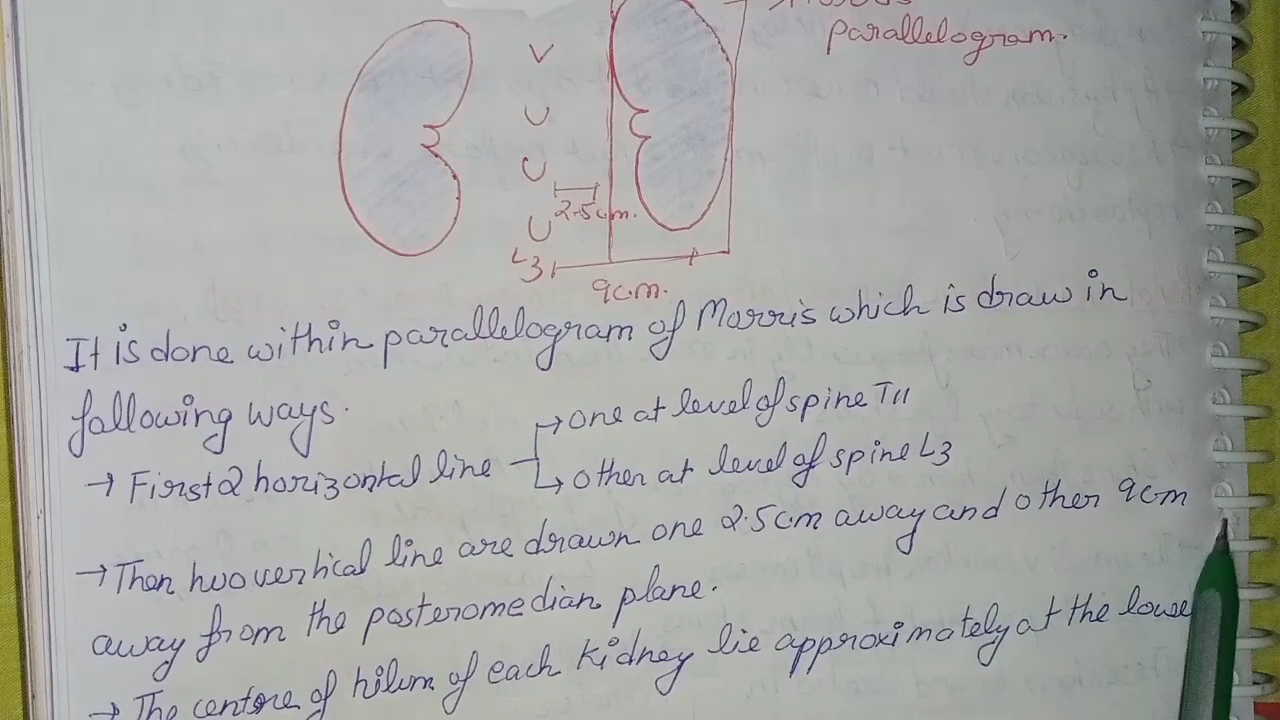 parallelogram.
2.5cm.
L3
9cm.
It is done within parallelogram of Morris which is draw in
following ways.
→ First 2 horizontal line → one at level of spine T11
→ other at level of spine L3
→ Then two vertical line are drawn one 2.5cm away and other 9cm
away from the posteromedian plane.
→ The centre of hilum of each kidney lie approximately at the lowe